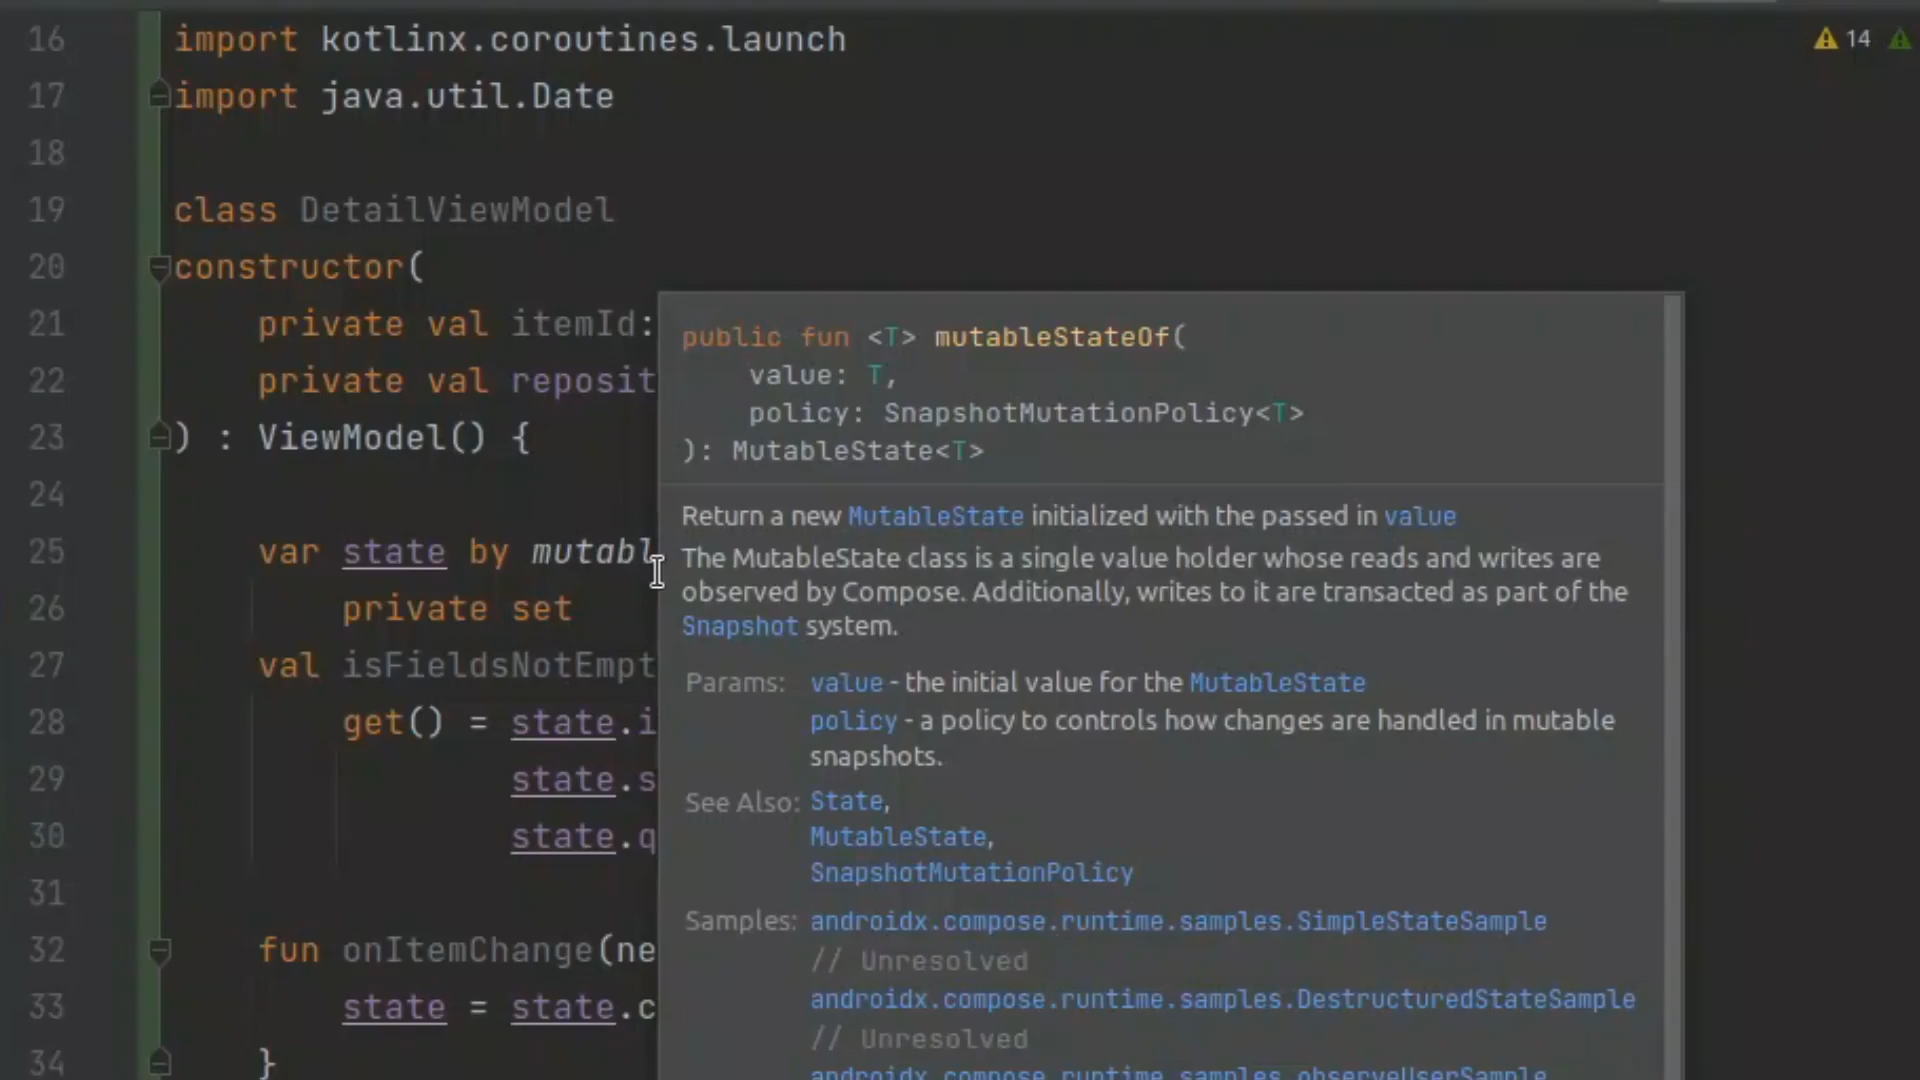 16 import kotlinx.coroutines.launch
14
17 import java.util.Date
18
19 class DetailViewModel
20 constructor(
21 private val itemId:
22 private val reposit
23 ) : ViewModel() {
24
25 var state by mutabl
26 private set
27 val isFieldsNotEmpt
28 get() = state.i
29 state.s
30 state.q
31
32 fun onItemChange(ne
33 state = state.c
34 }
public fun <T> mutableStateOf(
value: T,
policy: SnapshotMutationPolicy<T>
): MutableState<T>
Return a new MutableState initialized with the passed in value
The MutableState class is a single value holder whose reads and writes are
observed by Compose. Additionally, writes to it are transacted as part of the
Snapshot system.
Params: value - the initial value for the MutableState
policy - a policy to controls how changes are handled in mutable
snapshots.
See Also: State,
MutableState,
SnapshotMutationPolicy
Samples: androidx.compose.runtime.samples.SimpleStateSample
// Unresolved
androidx.compose.runtime.samples.DestructuredStateSample
// Unresolved
androidx.compose.runtime.samples.observeUserSample